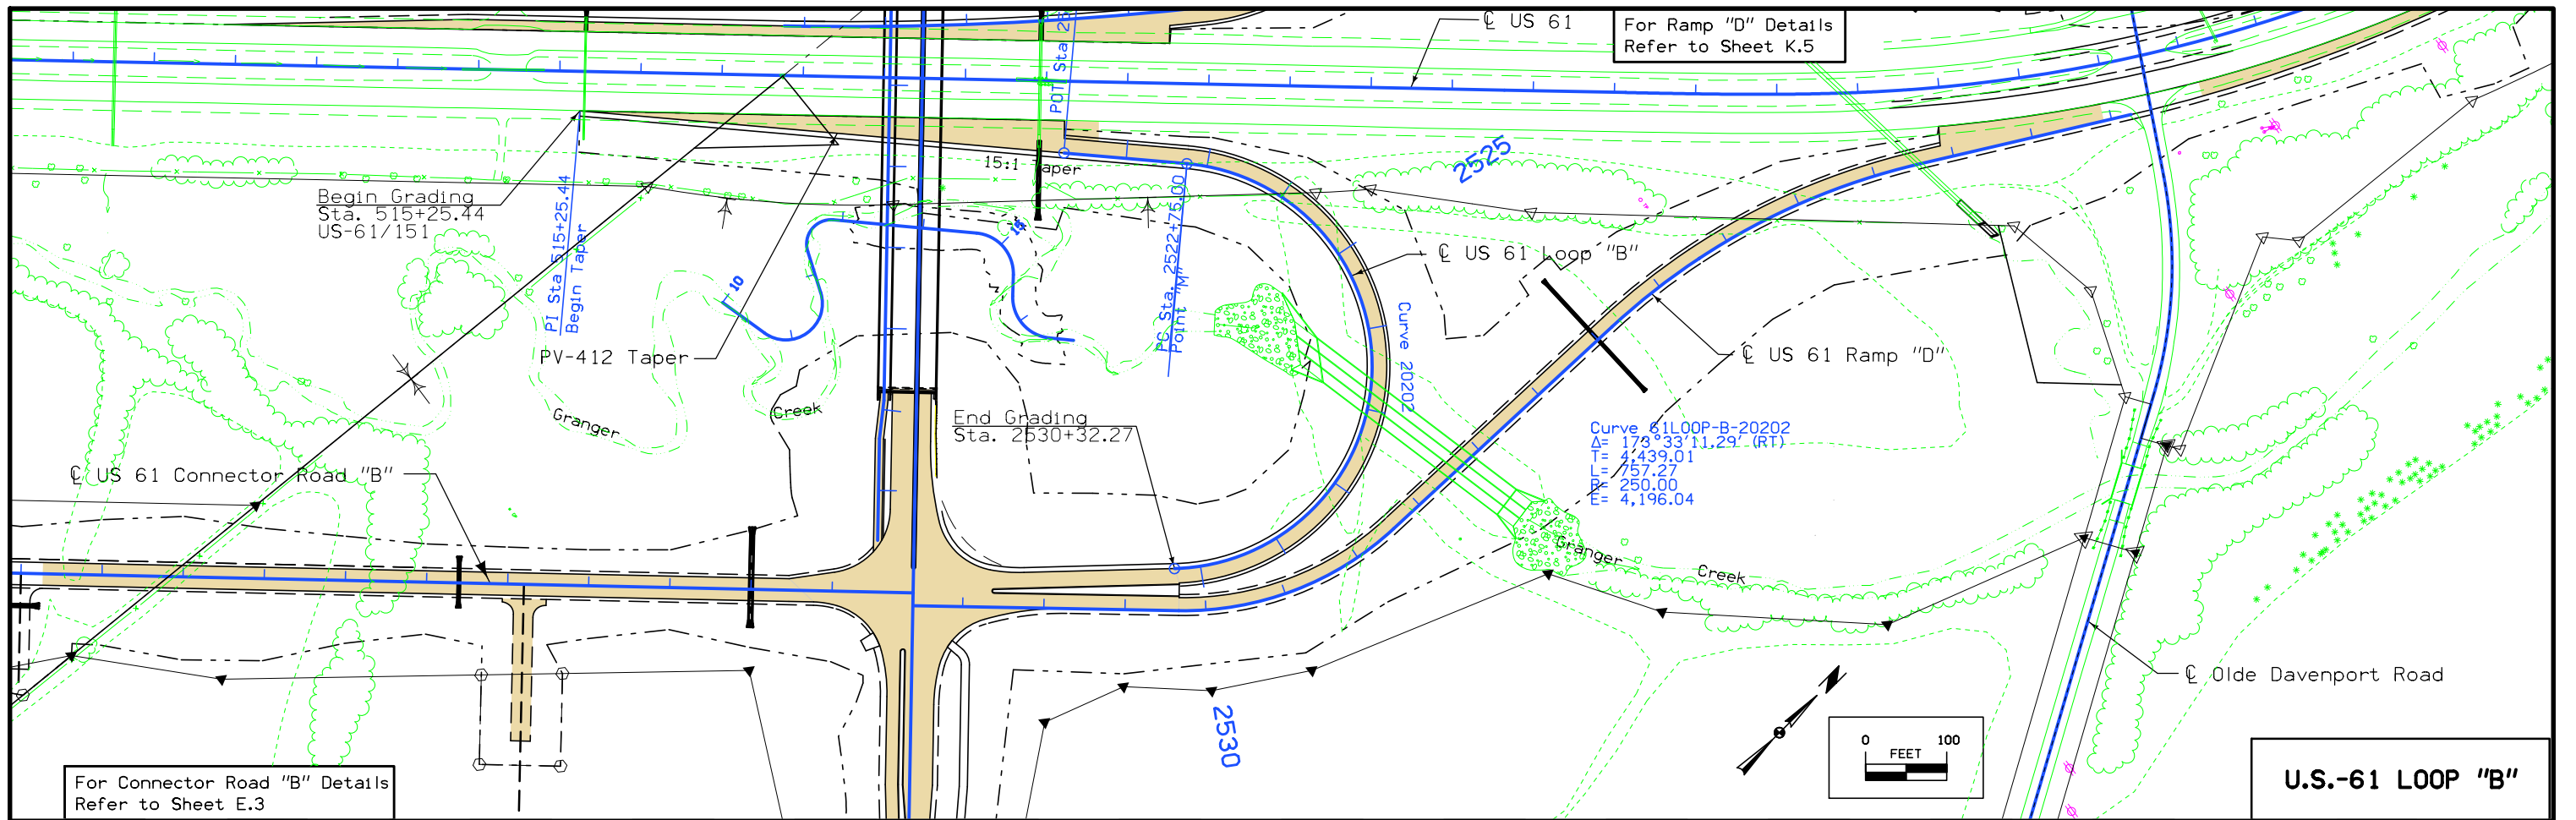 ℄ US 61
For Ramp "D" Details
Refer to Sheet K.5
POT Sta 25
2525
15:1 Taper
Begin Grading
Sta. 515+25.44
US-61/151
PI Sta 515+25.44
Begin Taper
15
10
PC Sta. 2522+75.00
Point "M"
℄ US 61 Loop "B"
Curve 20202
PV-412 Taper
℄ US 61 Ramp "D"
Granger
Creek
End Grading
Sta. 2530+32.27
Curve 61LOOP-B-20202
Δ= 173°33'11.29' (RT)
T= 4,439.01
L= 757.27
R= 250.00
E= 4,196.04
℄ US 61 Connector Road "B"
Granger
Creek
℄ Olde Davenport Road
2530
0 100
FEET
For Connector Road "B" Details
Refer to Sheet E.3
U.S.-61 LOOP "B"